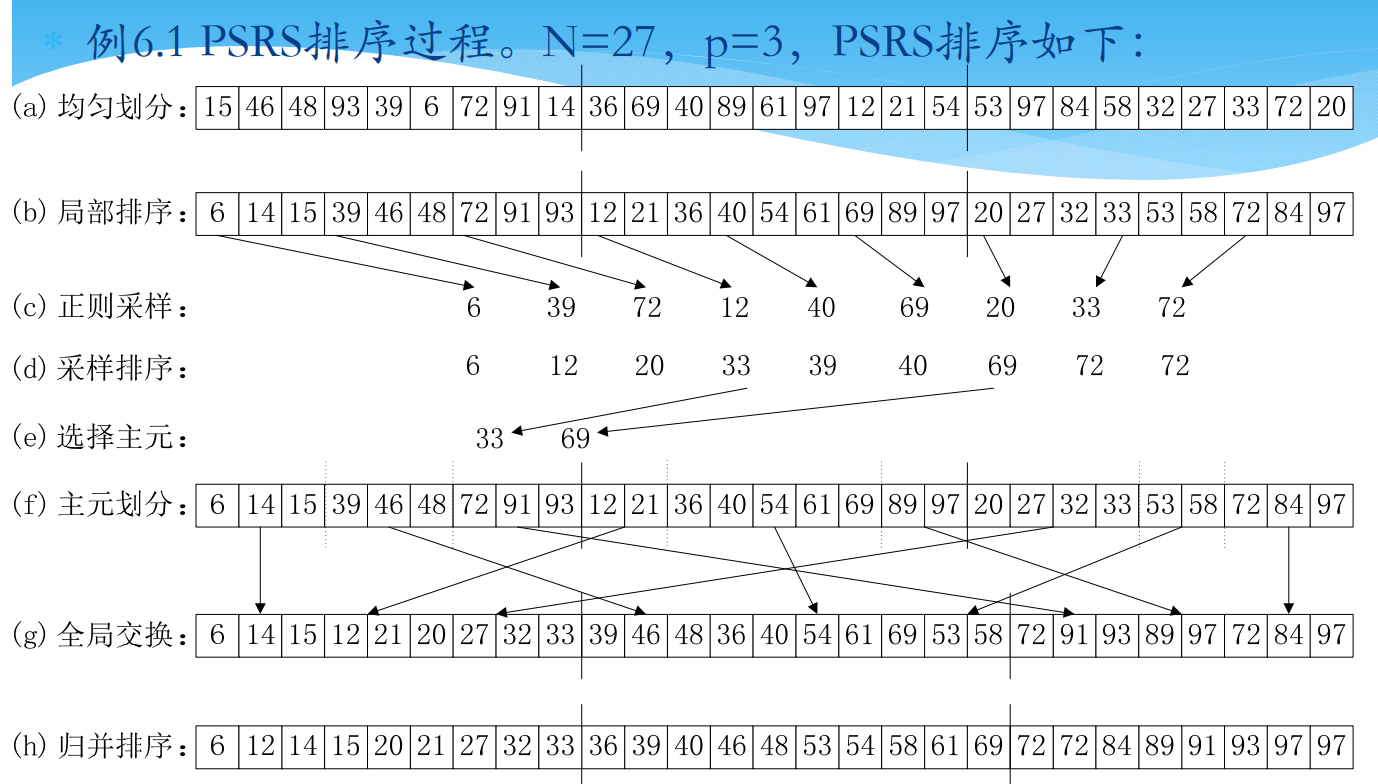 * 例6.1 PSRS排序过程。N=27，p=3，PSRS排序如下：
(a) 均匀划分： 15 46 48 93 39 6 72 91 14 36 69 40 89 61 97 12 21 54 53 97 84 58 32 27 33 72 20
(b) 局部排序： 6 14 15 39 46 48 72 91 93 12 21 36 40 54 61 69 89 97 20 27 32 33 53 58 72 84 97
(c) 正则采样： 6 39 72 12 40 69 20 33 72
(d) 采样排序： 6 12 20 33 39 40 69 72 72
(e) 选择主元： 33 69
(f) 主元划分： 6 14 15 39 46 48 72 91 93 12 21 36 40 54 61 69 89 97 20 27 32 33 53 58 72 84 97
(g) 全局交换： 6 14 15 12 21 20 27 32 33 39 46 48 36 40 54 61 69 53 58 72 91 93 89 97 72 84 97
(h) 归并排序： 6 12 14 15 20 21 27 32 33 36 39 40 46 48 53 54 58 61 69 72 72 84 89 91 93 97 97